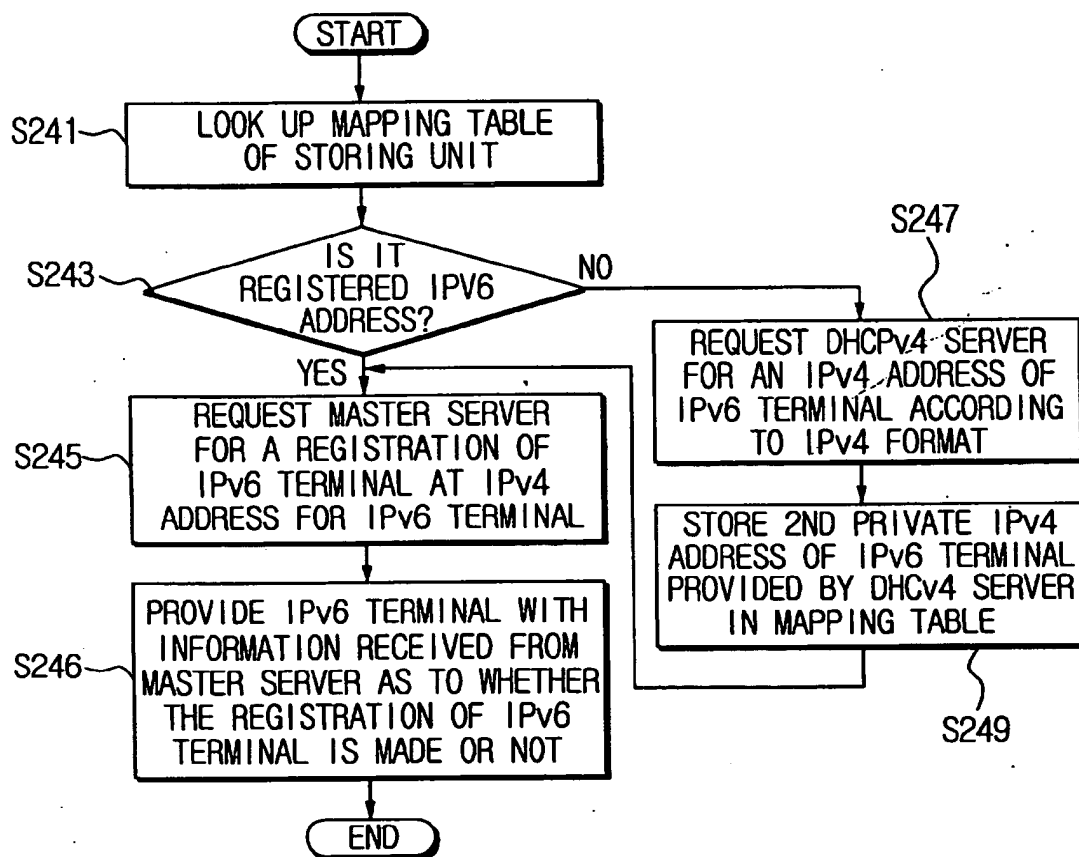 START
S241
LOOK UP MAPPING TABLE
OF STORING UNIT
S243
IS IT
REGISTERED IPV6
ADDRESS?
NO
YES
S247
REQUEST DHCPv4 SERVER
FOR AN IPv4 ADDRESS OF
IPv6 TERMINAL ACCORDING
TO IPv4 FORMAT
S245
REQUEST MASTER SERVER
FOR A REGISTRATION OF
IPv6 TERMINAL AT IPv4
ADDRESS FOR IPv6 TERMINAL
STORE 2ND PRIVATE IPv4
ADDRESS OF IPv6 TERMINAL
PROVIDED BY DHCv4 SERVER
IN MAPPING TABLE
S249
S246
PROVIDE IPv6 TERMINAL WITH
INFORMATION RECEIVED FROM
MASTER SERVER AS TO WHETHER
THE REGISTRATION OF IPv6
TERMINAL IS MADE OR NOT
END